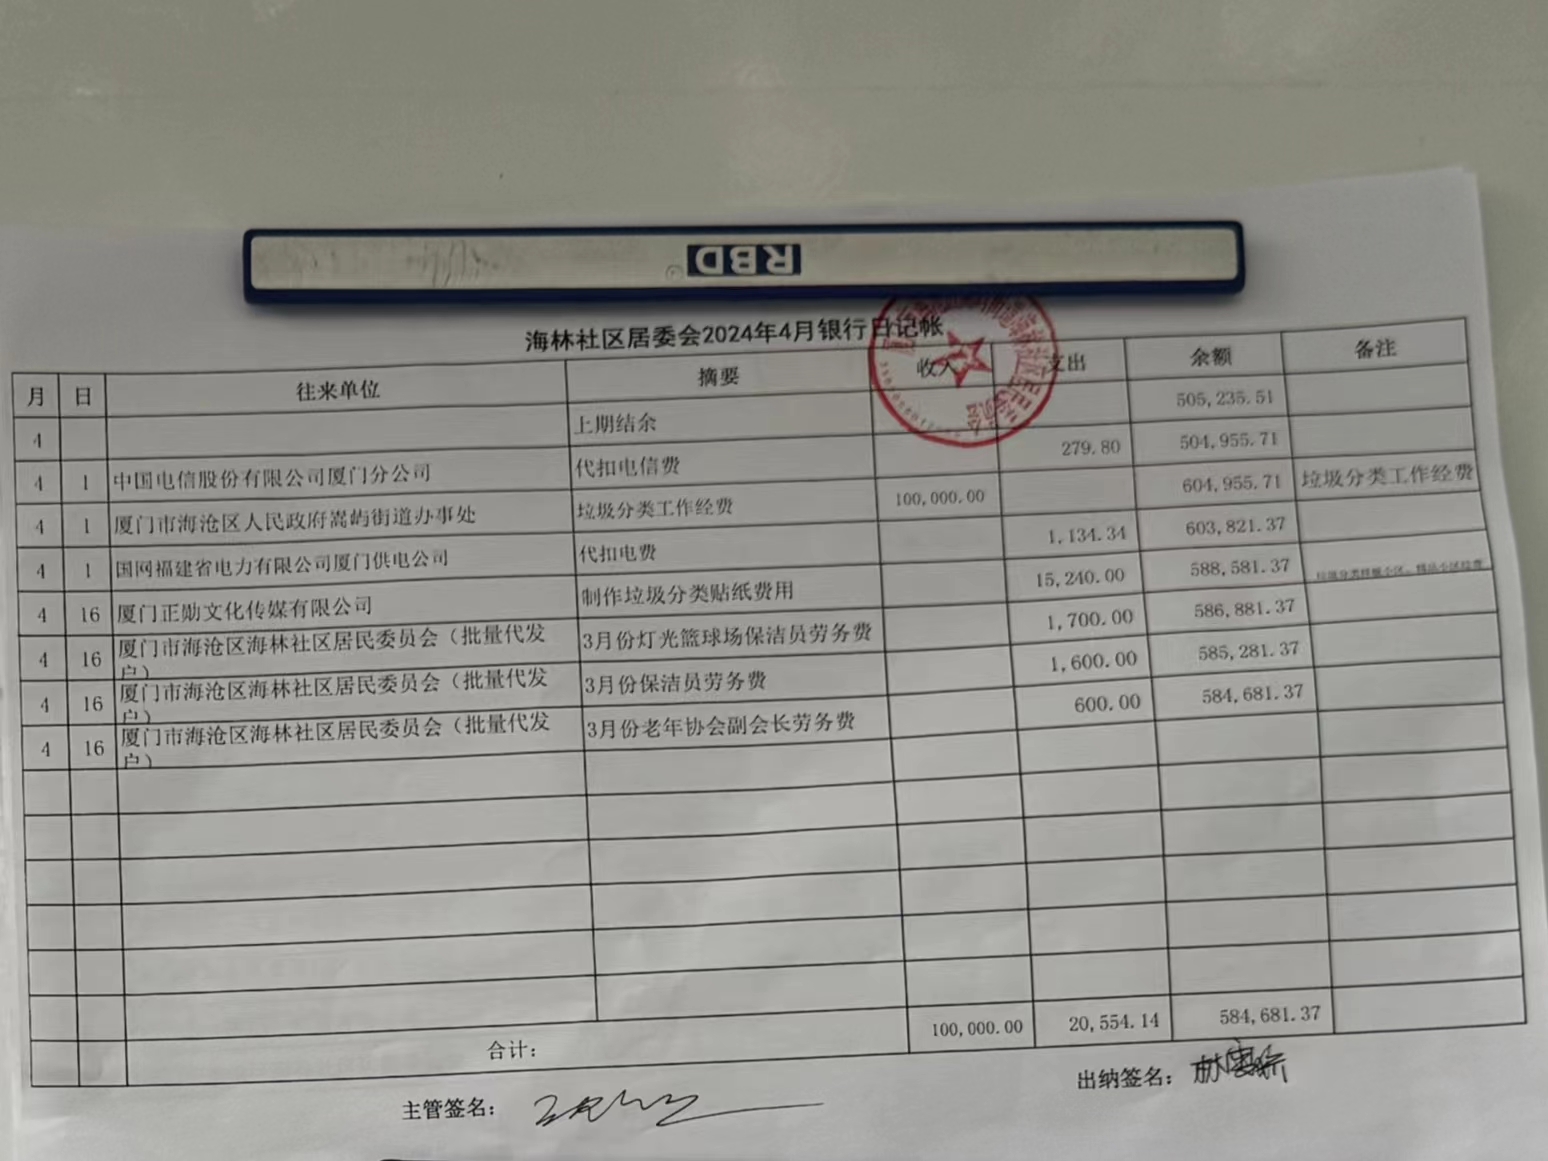 RBD
海林社区居委会2024年4月银行日记帐
月 日 往来单位 摘要 收入 支出 余额 备注
4 上期结余 505,235.51
4 1 中国电信股份有限公司厦门分公司 代扣电信费 279.80 504,955.71
4 1 厦门市海沧区人民政府嵩屿街道办事处 垃圾分类工作经费 100,000.00 604,955.71 垃圾分类工作经费
4 1 国网福建省电力有限公司厦门供电公司 代扣电费 1,134.34 603,821.37
4 16 厦门正勋文化传媒有限公司 制作垃圾分类贴纸费用 15,240.00 588,581.37
4 16 厦门市海沧区海林社区居民委员会（批量代发户） 3月份灯光篮球场保洁员劳务费 1,700.00 586,881.37
4 16 厦门市海沧区海林社区居民委员会（批量代发户） 3月份保洁员劳务费 1,600.00 585,281.37
4 16 厦门市海沧区海林社区居民委员会（批量代发户） 3月份老年协会副会长劳务费 600.00 584,681.37
合计： 100,000.00 20,554.14 584,681.37
主管签名： 出纳签名：